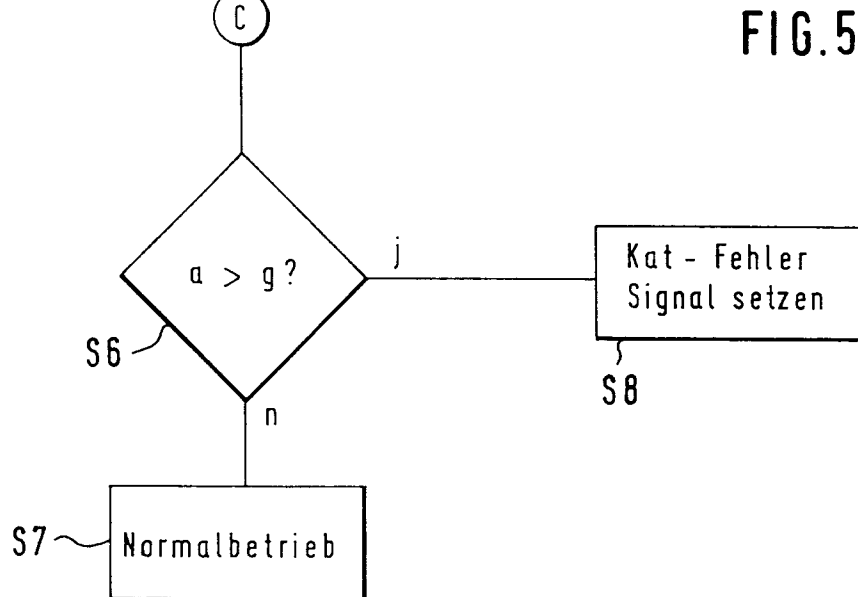 C
FIG.5
a > g?
j
Kat - Fehler
Signal setzen
S6
S8
n
S7
Normalbetrieb